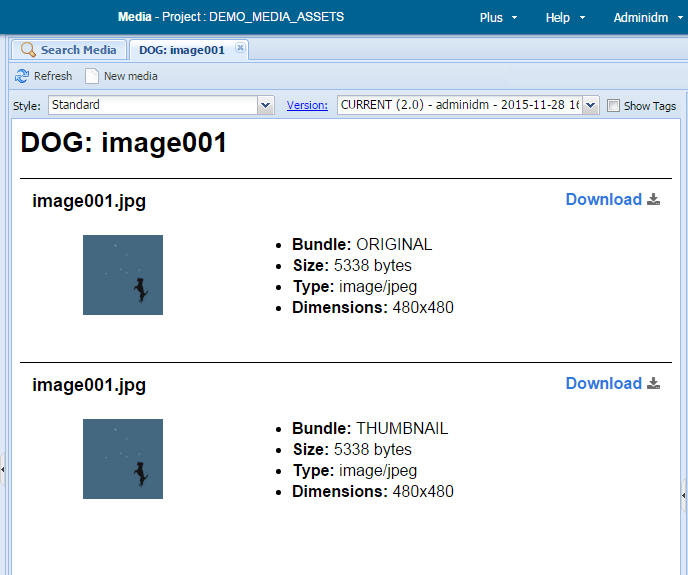 Media - Project : DEMO_MEDIA_ASSETS Plus Help Adminidm
Search Media DOG: image001
Refresh New media
Style: Standard Version: CURRENT (2.0) - adminidm - 2015-11-28 Show Tags
DOG: image001
image001.jpg Download
Bundle: ORIGINAL
Size: 5338 bytes
Type: image/jpeg
Dimensions: 480x480
image001.jpg Download
Bundle: THUMBNAIL
Size: 5338 bytes
Type: image/jpeg
Dimensions: 480x480